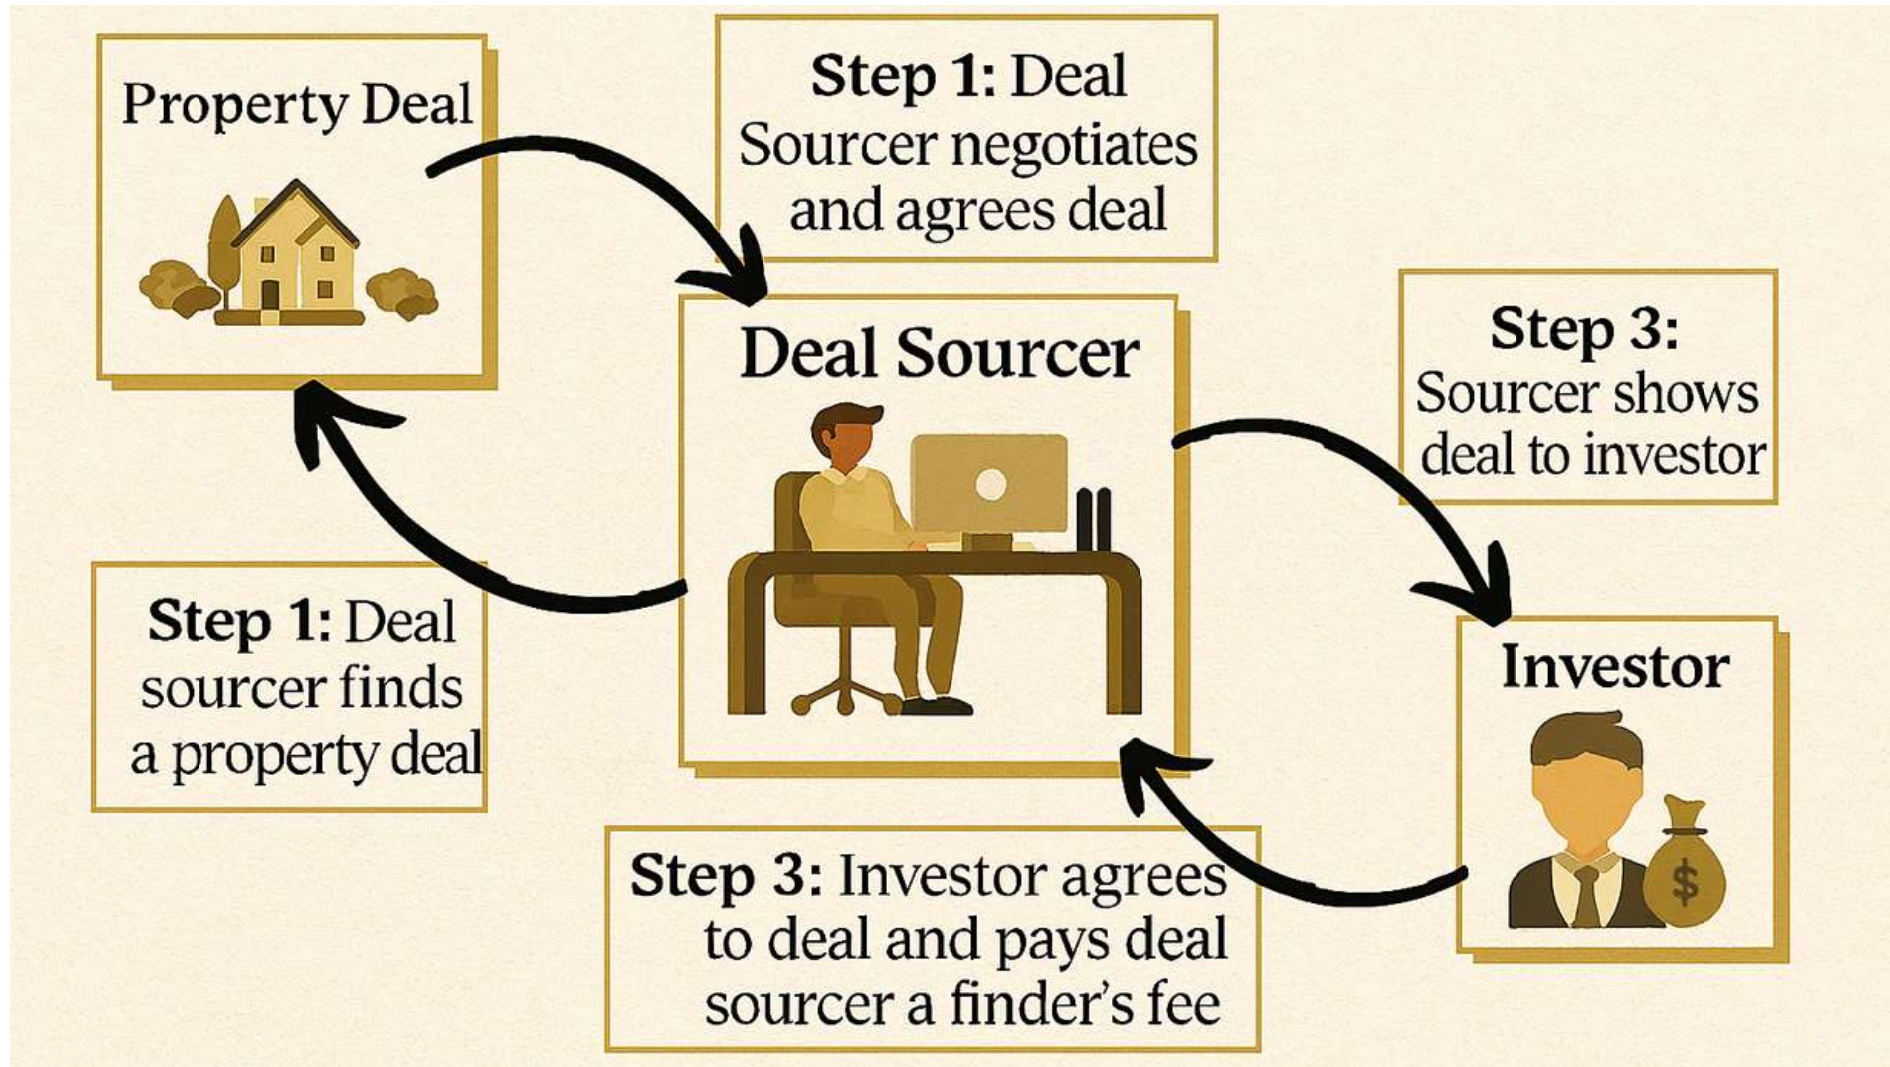 Property Deal
Step 1: Deal
Sourcer negotiates
and agrees deal
Deal Sourcer
Step 3:
Sourcer shows
deal to investor
Step 1: Deal
sourcer finds
a property deal
Investor
$
Step 3: Investor agrees
to deal and pays deal
sourcer a finder’s fee